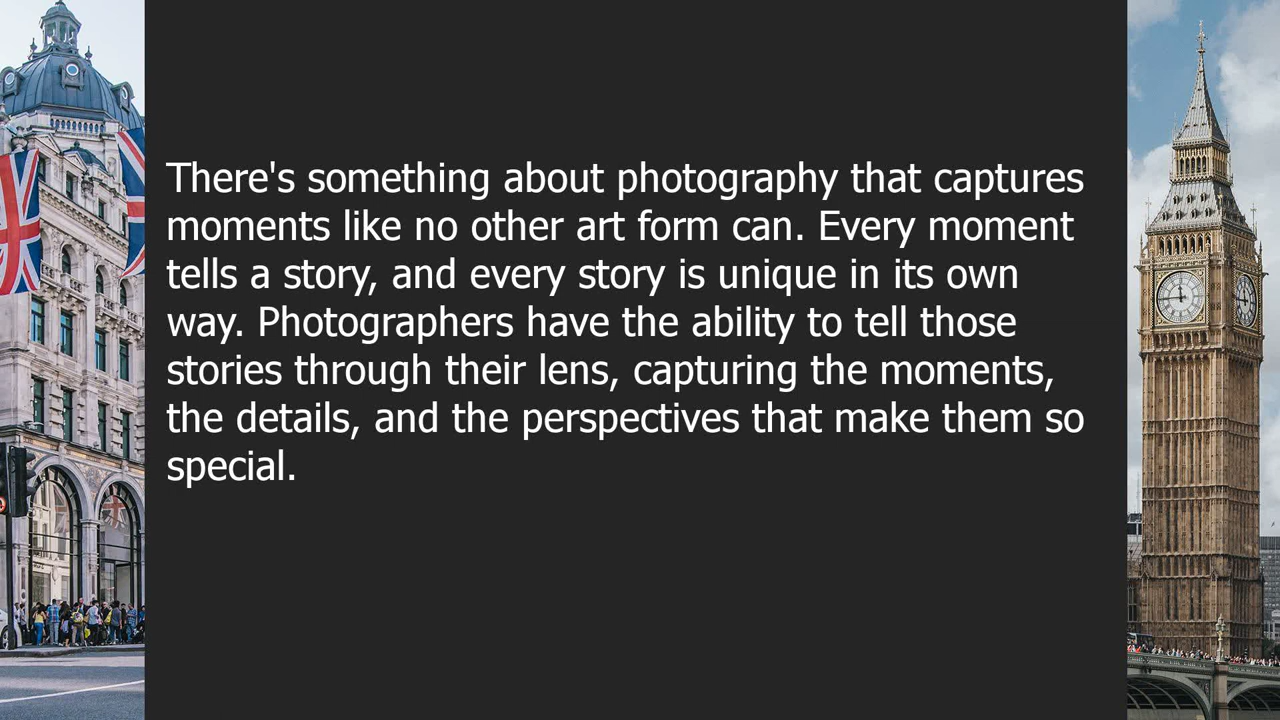 There's something about photography that captures
moments like no other art form can. Every moment
tells a story, and every story is unique in its own
way. Photographers have the ability to tell those
stories through their lens, capturing the moments,
the details, and the perspectives that make them so
special.